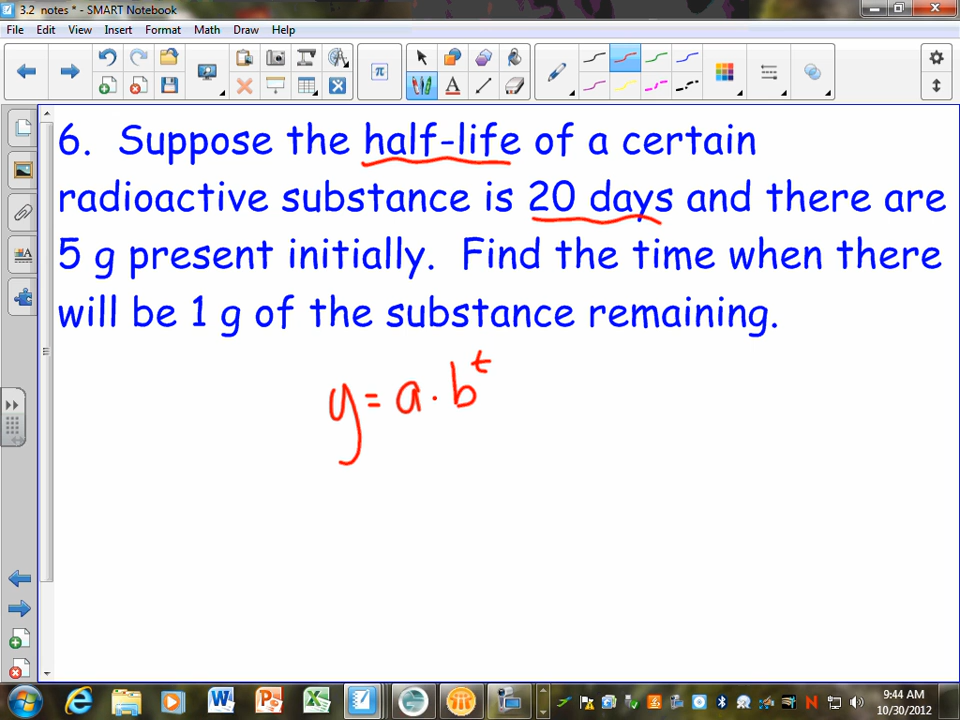 3.2 notes * - SMART Notebook
File Edit View Insert Format Math Draw Help
π
A
6. Suppose the half-life of a certain
radioactive substance is 20 days and there are
5 g present initially. Find the time when there
will be 1 g of the substance remaining.
y = a · b^t
9:44 AM
10/30/2012